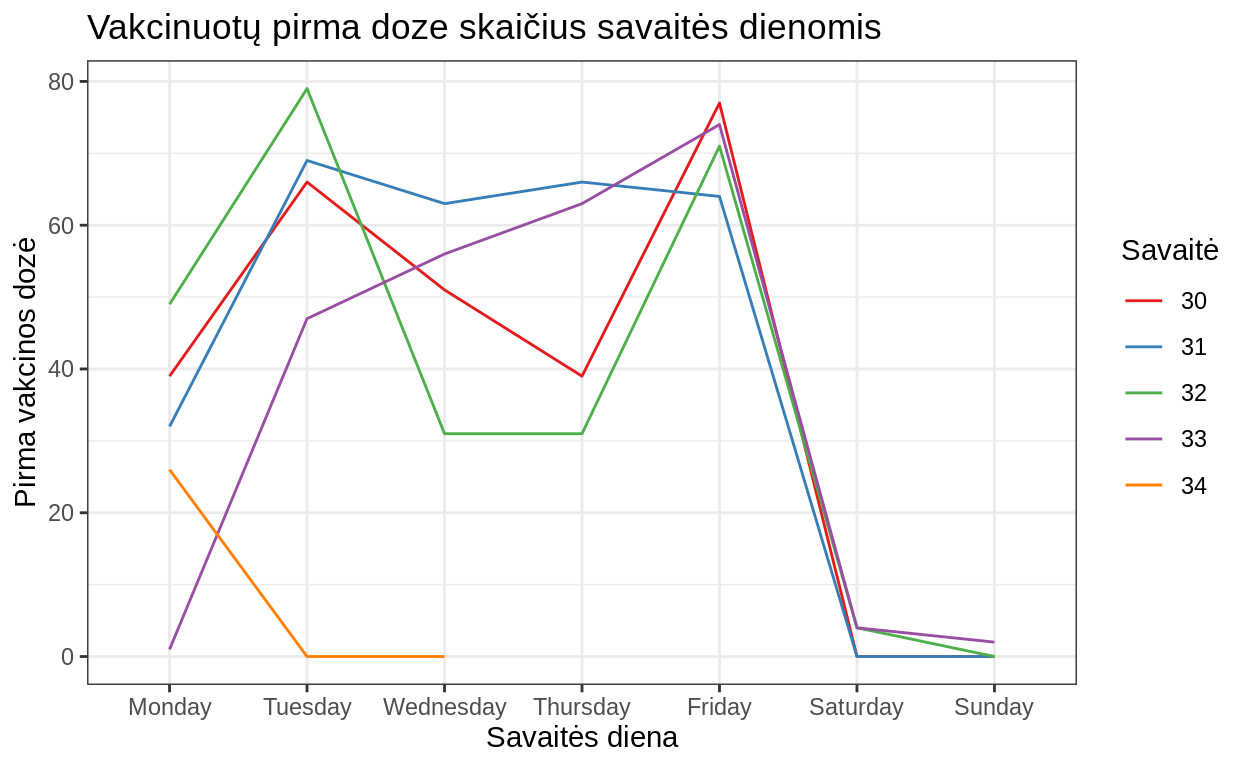 Vakcinuotų pirma doze skaičius savaitės dienomis
Pirma vakcinos dozė
80
60
40
20
0
Monday Tuesday Wednesday Thursday Friday Saturday Sunday
Savaitės diena
Savaitė
30
31
32
33
34